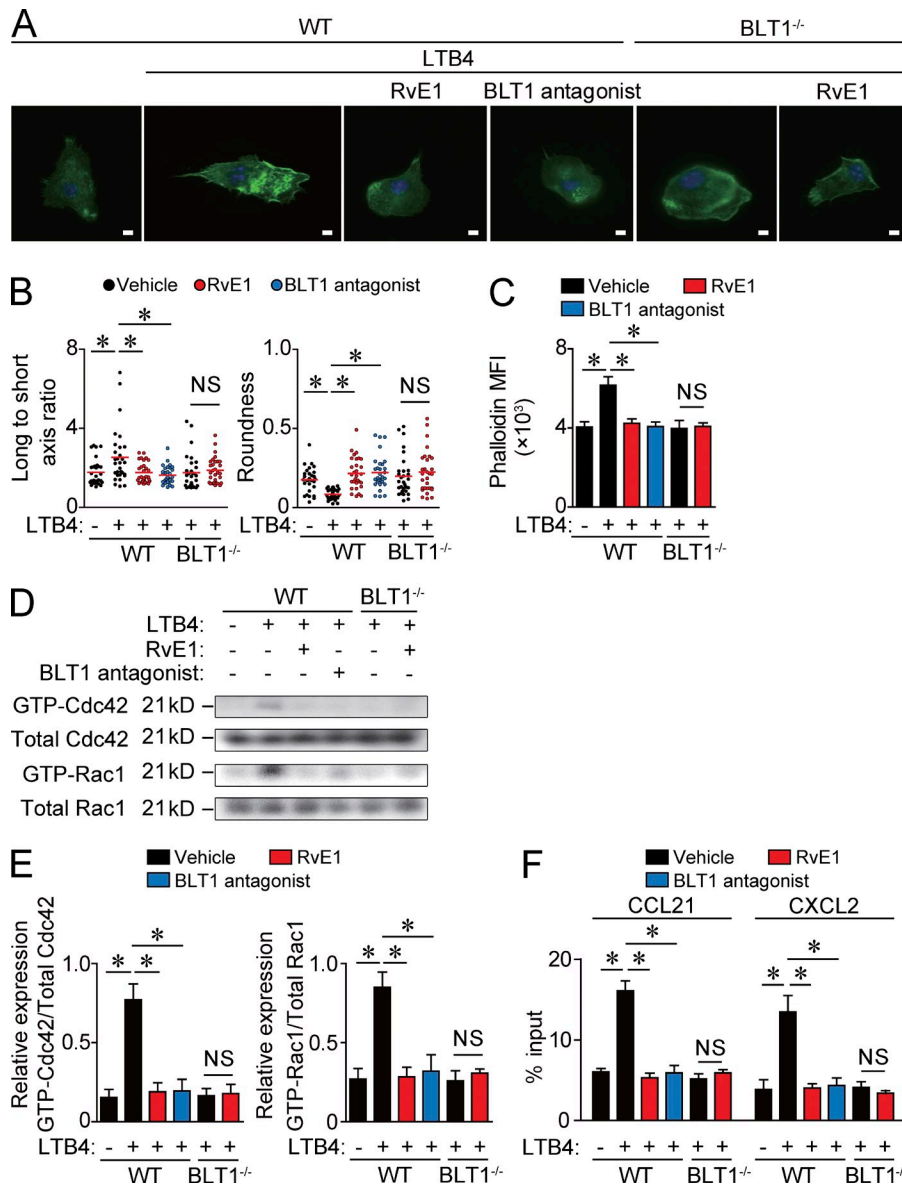 A
WT BLT1-/-
LTB4
RvE1 BLT1 antagonist RvE1
B
Vehicle RvE1 BLT1 antagonist
Long to short
axis ratio
8
4
0
* * * NS
LTB4: - + + + + +
WT BLT1-/-
Roundness
1.0
0.5
0
* * * NS
LTB4: - + + + + +
WT BLT1-/-
C
Vehicle RvE1
BLT1 antagonist
Phalloidin MFI
(×10³)
8
6
4
2
0
* * * NS
LTB4: - + + + + +
WT BLT1-/-
D
WT BLT1-/-
LTB4: - + + + + +
RvE1: - - + - - +
BLT1 antagonist: - - - + - -
GTP-Cdc42 21kD
Total Cdc42 21kD
GTP-Rac1 21kD
Total Rac1 21kD
E
Vehicle RvE1
BLT1 antagonist
Relative expression
GTP-Cdc42/Total Cdc42
1.0
0.5
0
* * * NS
LTB4: - + + + + +
WT BLT1-/-
Relative expression
GTP-Rac1/Total Rac1
1.0
0.5
0
* * * NS
LTB4: - + + + + +
WT BLT1-/-
F
Vehicle RvE1
BLT1 antagonist
CCL21 CXCL2
% input
20
10
0
* * * NS * * * NS
LTB4: - + + + + + - + + + + +
WT BLT1-/- WT BLT1-/-